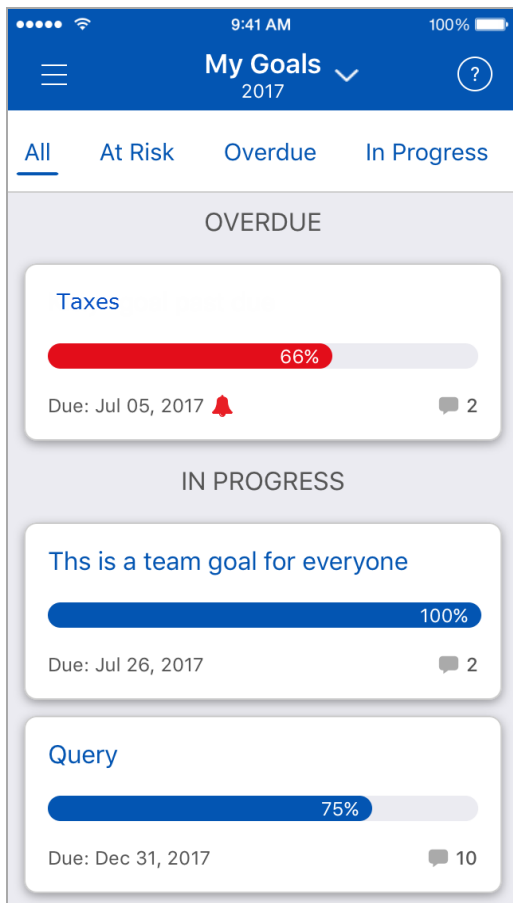 9:41 AM 100%
My Goals
2017
?
All At Risk Overdue In Progress
OVERDUE
Taxes
66%
Due: Jul 05, 2017 2
IN PROGRESS
Ths is a team goal for everyone
100%
Due: Jul 26, 2017 2
Query
75%
Due: Dec 31, 2017 10